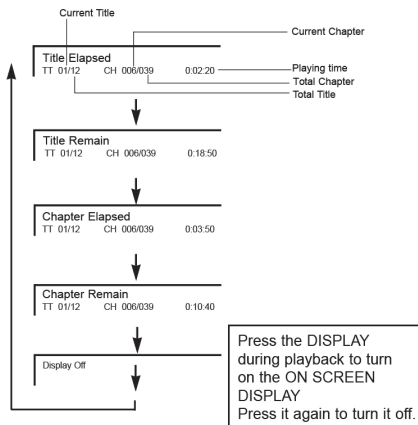 Current Title
Current Chapter
Title Elapsed
TT 01/12 CH 006/039 0:02:20
Playing time
Total Chapter
Total Title
Title Remain
TT 01/12 CH 006/039 0:18:50
Chapter Elapsed
TT 01/12 CH 006/039 0:03:50
Chapter Remain
TT 01/12 CH 006/039 0:10:40
Display Off
Press the DISPLAY
during playback to turn
on the ON SCREEN
DISPLAY
Press it again to turn it off.